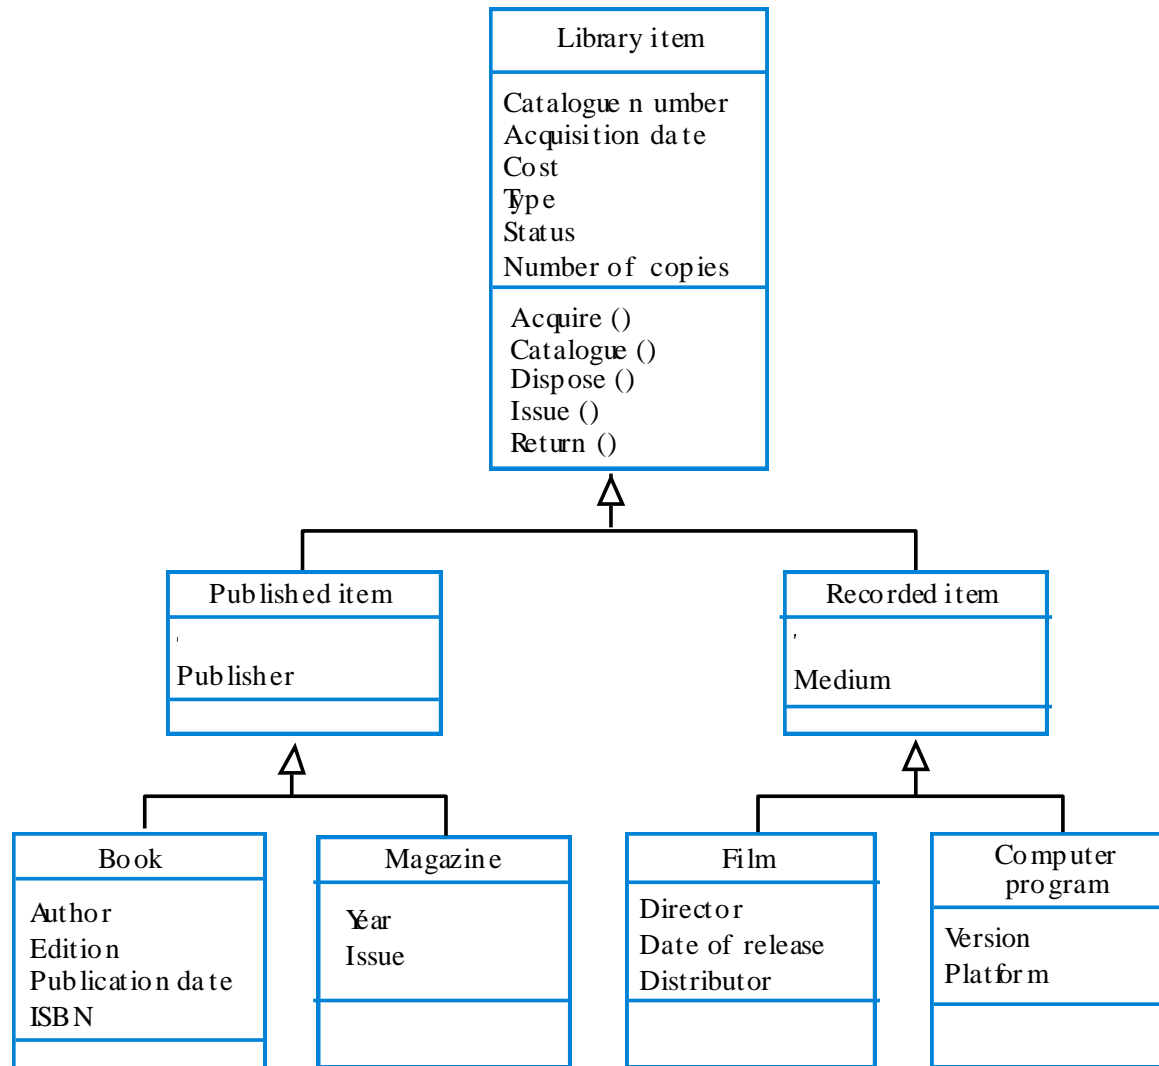 Library item
Catalogue number
Acquisition date
Cost
Type
Status
Number of copies
Acquire ()
Catalogue ()
Dispose ()
Issue ()
Return ()
Published item
'
Publisher
Recorded item
'
Medium
Book
Author
Edition
Publication date
ISBN
Magazine
Year
Issue
Film
Director
Date of release
Distributor
Computer
program
Version
Platform